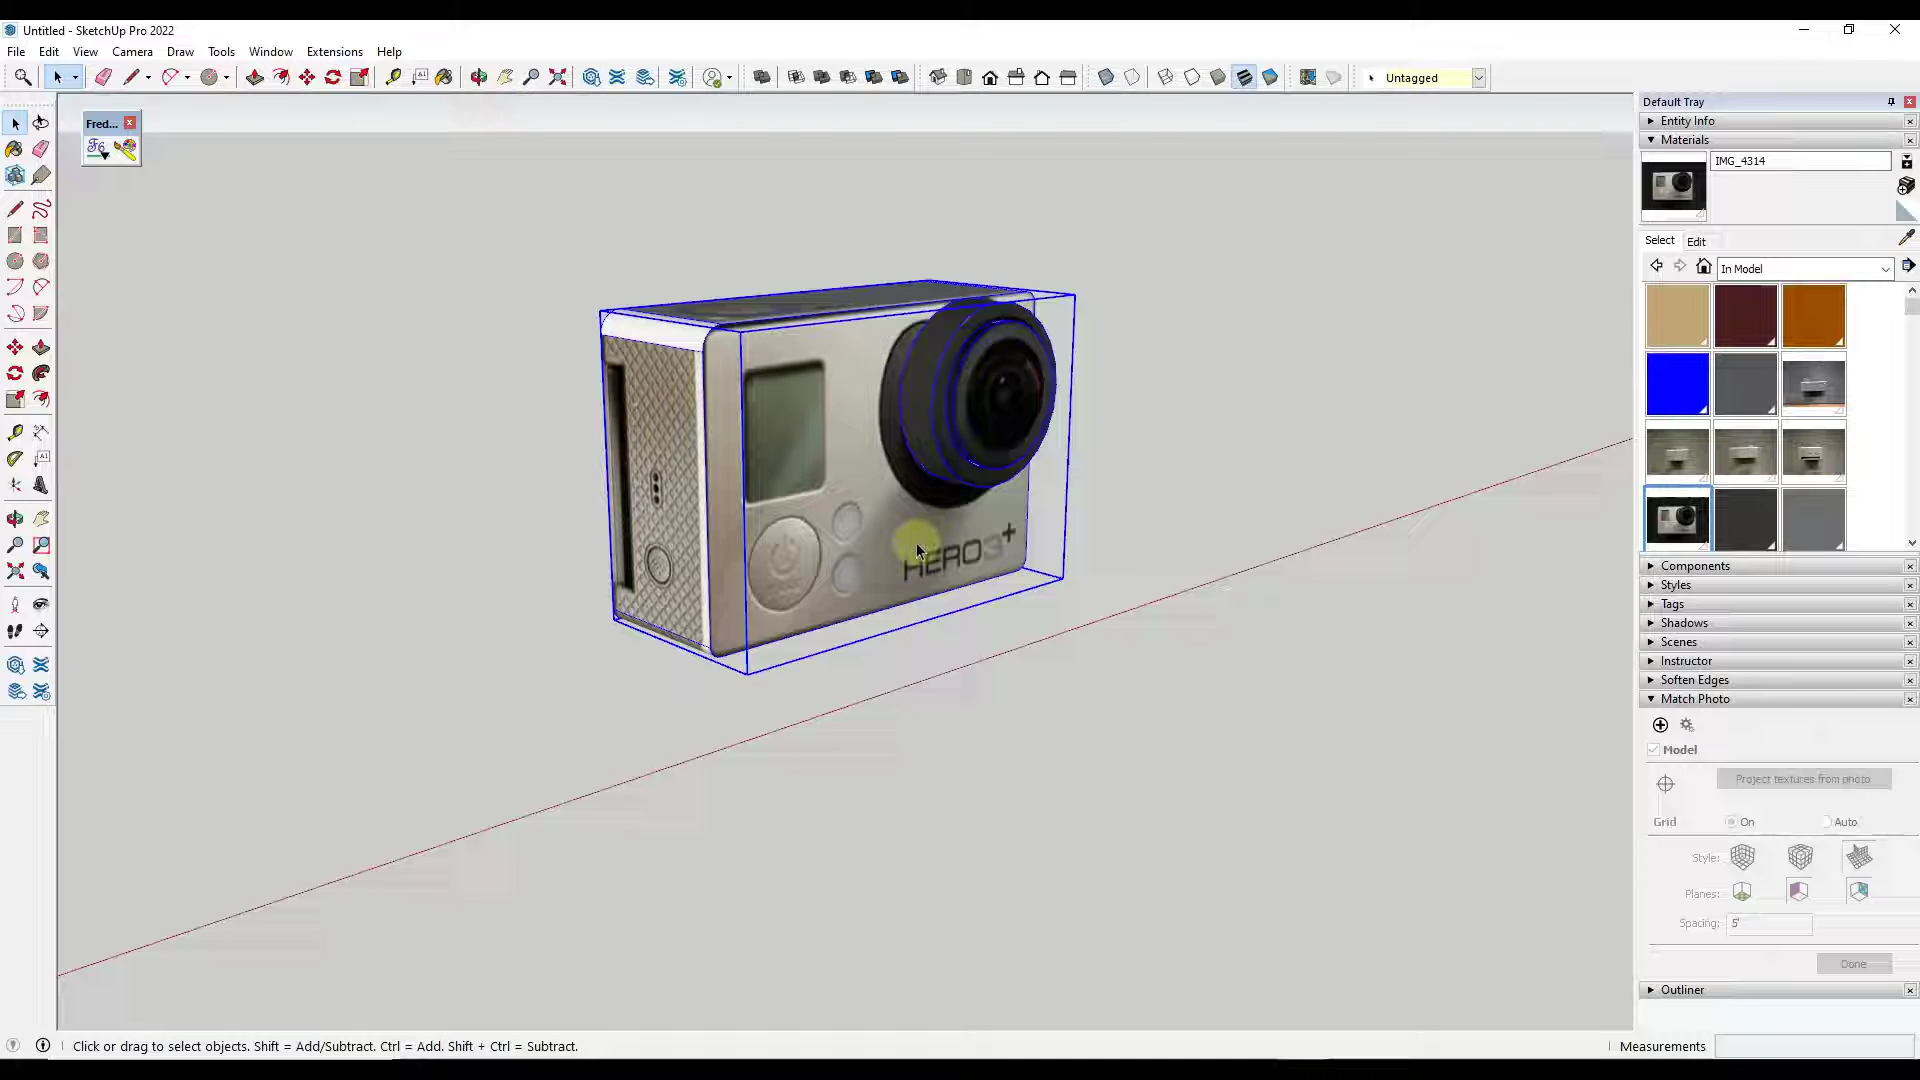 Untitled - SketchUp Pro 2022
File Edit View Camera Draw Tools Window Extensions Help
Untagged
Fred...
Default Tray
Entity Info
Materials
IMG_4314
Select Edit
In Model
HERO3+
Components
Styles
Tags
Shadows
Scenes
Instructor
Soften Edges
Match Photo
Model
Project textures from photo
Grid On Auto
Style:
Planes:
Spacing: 5'
Done
Outliner
Click or drag to select objects. Shift = Add/Subtract. Ctrl = Add. Shift + Ctrl = Subtract.
Measurements